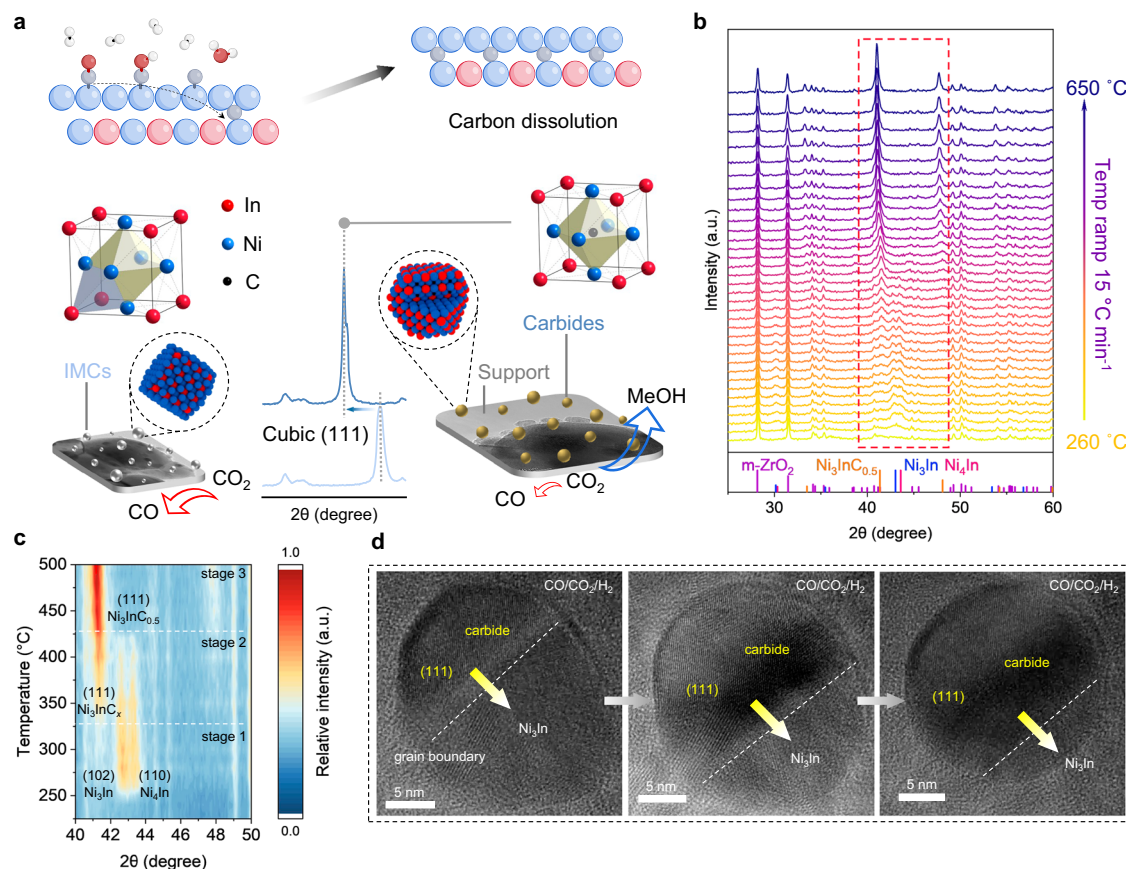 a
Carbon dissolution
In
Ni
C
IMCs
CO₂
CO
Cubic (111)
2θ (degree)
Carbides
Support
MeOH
CO₂
CO
b
Intensity (a.u.)
650 °C
Temp ramp 15 °C min⁻¹
260 °C
m-ZrO₂
Ni₃InC₀.₅
Ni₃In
Ni₄In
30 40 50 60
2θ (degree)
c
Temperature (°C)
500
450
400
350
300
250
stage 3
(111)
Ni₃InC₀.₅
stage 2
(111)
Ni₃InCₓ
stage 1
(102)
Ni₃In
(110)
Ni₄In
40 42 44 46 48 50
2θ (degree)
1.0
Relative intensity (a.u.)
0.0
d
CO/CO₂/H₂
carbide
(111)
Ni₃In
grain boundary
5 nm
CO/CO₂/H₂
carbide
(111)
Ni₃In
5 nm
CO/CO₂/H₂
carbide
(111)
Ni₃In
5 nm